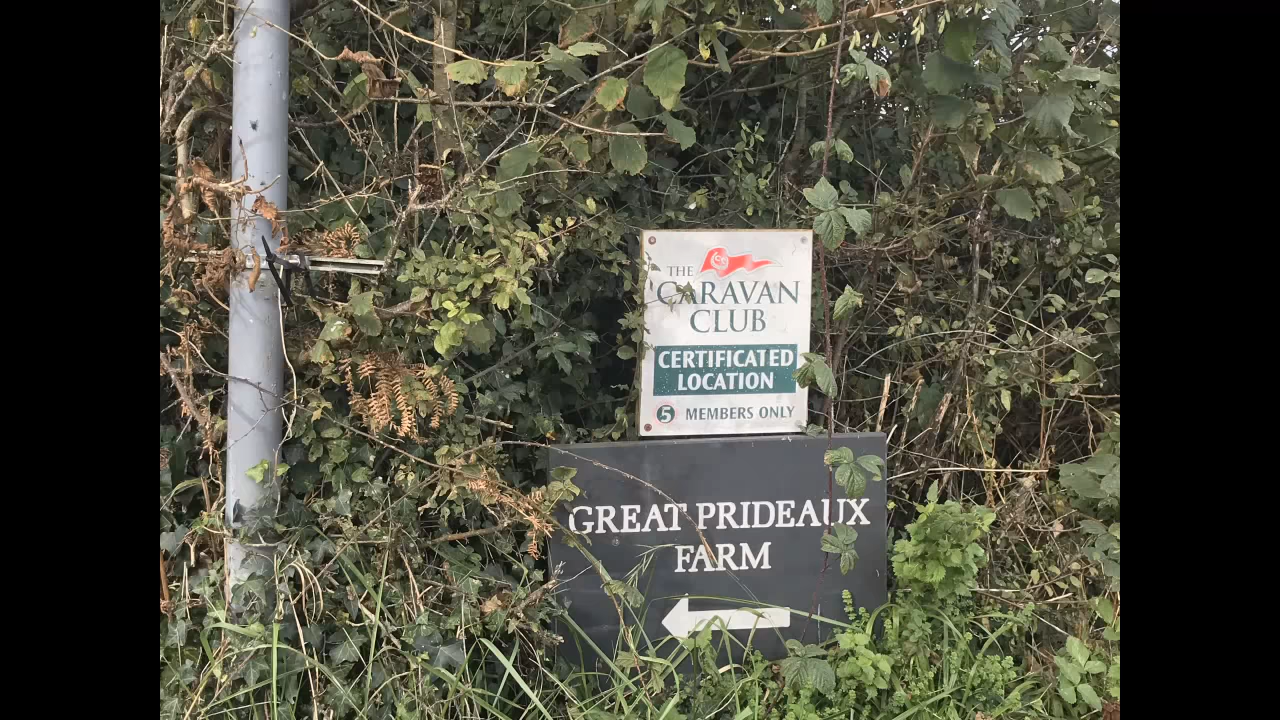 THE
CARAVAN
CLUB
CERTIFICATED
LOCATION
5 MEMBERS ONLY
GREAT PRIDEAUX
FARM